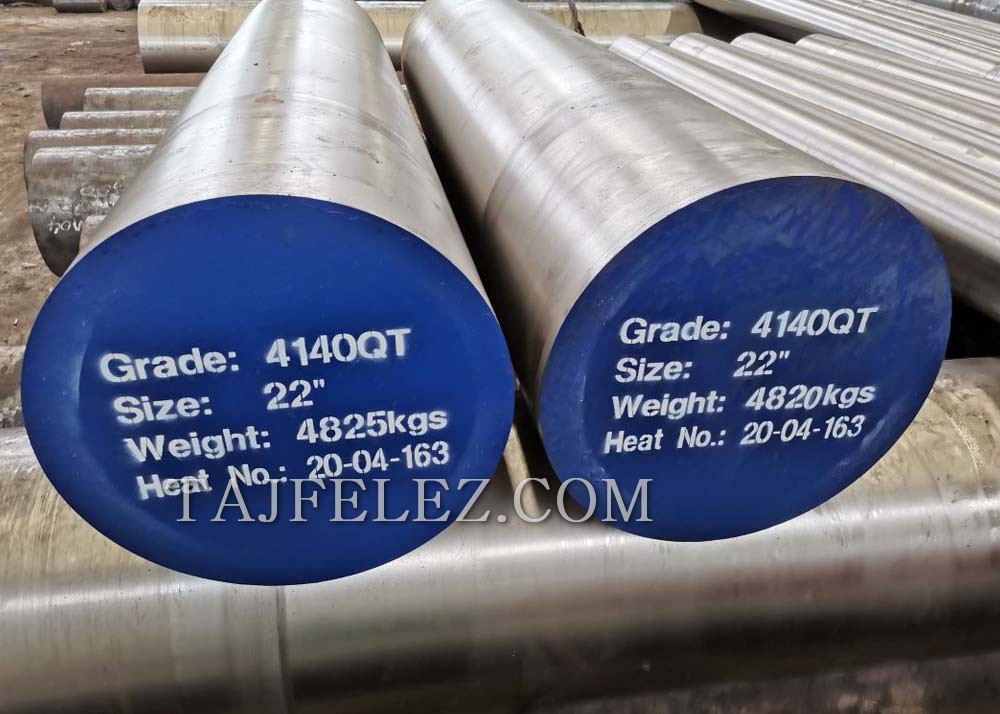 Grade: 4140QT
Size: 22"
Weight: 4825kgs
Heat No.: 20-04-163
Grade: 4140QT
Size: 22"
Weight: 4820kgs
Heat No.: 20-04-163
TAJFELEZ.COM